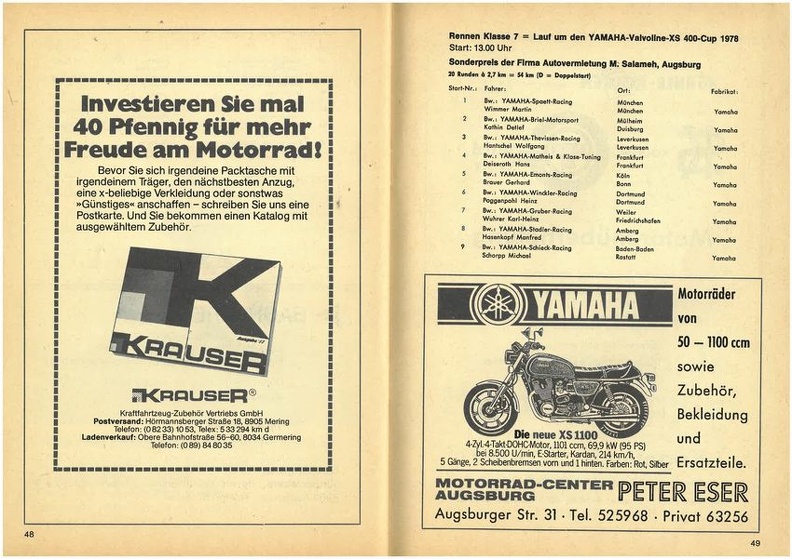 Investieren Sie mal
40 Pfennig für mehr
Freude am Motorrad!
Bevor Sie sich irgendeine Packtasche mit
irgendeinem Träger, den nächstbesten Anzug,
eine x-beliebige Verkleidung oder sonstwas
»Günstiges« anschaffen – schreiben Sie uns eine
Postkarte. Und Sie bekommen einen Katalog mit
ausgewähltem Zubehör.
K
Ausgabe '77
KRAUSER
KRAUSER®
Kraftfahrtzeug-Zubehör Vertriebs GmbH
Postversand: Hörmannsberger Straße 18, 8905 Mering
Telefon: (0 82 33) 10 53, Telex: 5 33 294 km d
Ladenverkauf: Obere Bahnhofstraße 56-60, 8034 Germering
Telefon: (0 89) 84 80 35
48
Rennen Klasse 7 = Lauf um den YAMAHA-Valvoline-XS 400-Cup 1978
Start: 13.00 Uhr
Sonderpreis der Firma Autovermietung M. Salameh, Augsburg
20 Runden à 2,7 km = 54 km (D = Doppelstart)
Start-Nr.: Fahrer: Ort: Fabrikat:
1 Bw.: YAMAHA-Spaett-Racing München
Wimmer Martin München Yamaha
2 Bw.: YAMAHA-Briel-Motorsport Mülheim
Kathin Detlef Duisburg Yamaha
3 Bw.: YAMAHA-Thevissen-Racing Leverkusen
Hantschel Wolfgang Leverkusen Yamaha
4 Bw.: YAMAHA-Matheis & Klose-Tuning Frankfurt
Deiseroth Hans Frankfurt Yamaha
5 Bw.: YAMAHA-Emonts-Racing Köln
Brauer Gerhard Bonn Yamaha
6 Bw.: YAMAHA-Winckler-Racing Dortmund
Poggenpohl Heinz Dortmund Yamaha
7 Bw.: YAMAHA-Gruber-Racing Weiler
Wuhrer Karl-Heinz Friedrichshafen Yamaha
8 Bw.: YAMAHA-Stadler-Racing Amberg
Hasenkopf Manfred Amberg Yamaha
9 Bw.: YAMAHA-Schieck-Racing Baden-Baden
Scharpp Michael Rastatt Yamaha
YAMAHA
Motorräder
von
50 – 1100 ccm
sowie
Zubehör,
Bekleidung
und
Ersatzteile.
Die neue XS 1100
4-Zyl.-4-Takt-DOHC-Motor, 1101 ccm, 69,9 kW (95 PS)
bei 8.500 U/min, E-Starter, Kardan, 214 km/h,
5 Gänge, 2 Scheibenbremsen vorn und 1 hinten. Farben: Rot, Silber
MOTORRAD-CENTER
AUGSBURG
PETER ESER
Augsburger Str. 31 · Tel. 525968 · Privat 63256
49